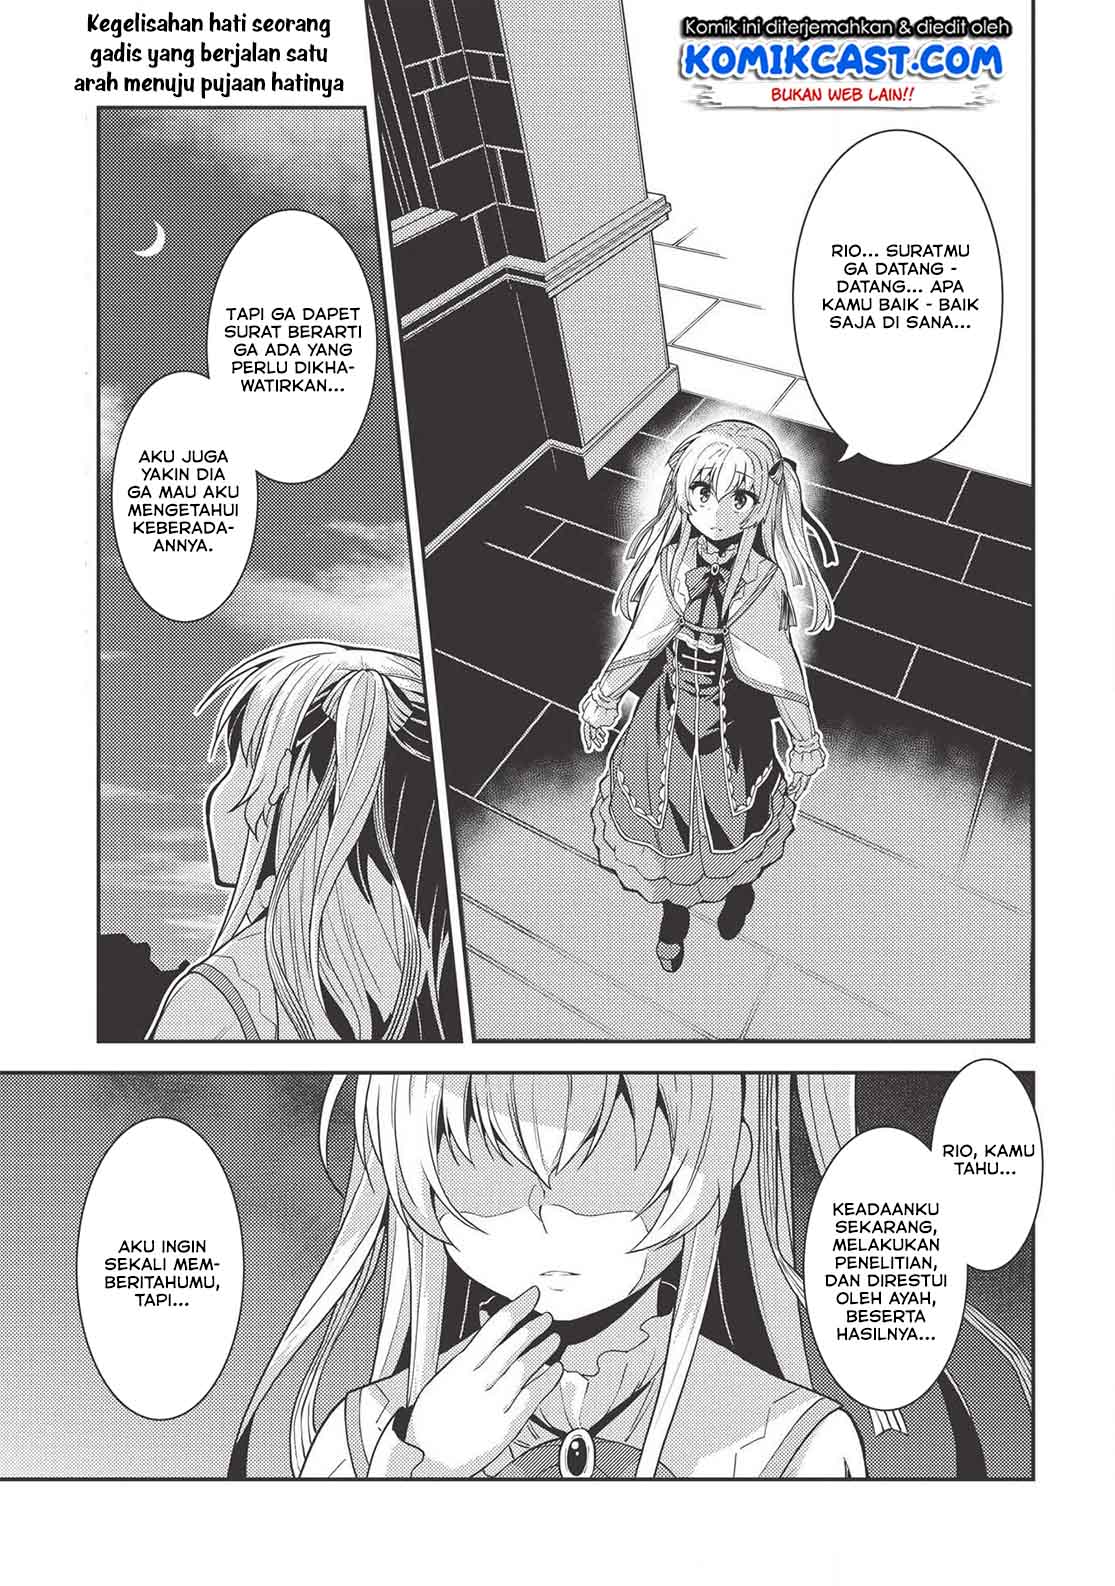 Kegelisahan hati seorang
gadis yang berjalan satu
arah menuju pujaan hatinya
Komik ini diterjemahkan & diedit oleh
KOMIKCAST.COM
BUKAN WEB LAIN!!
RIO... SURATMU
GA DATANG -
DATANG... APA
KAMU BAIK - BAIK
SAJA DI SANA...
TAPI GA DAPET
SURAT BERARTI
GA ADA YANG
PERLU DIKHA-
WATIRKAN...
AKU JUGA
YAKIN DIA
GA MAU AKU
MENGETAHUI
KEBERADA-
ANNYA.
RIO, KAMU
TAHU...
KEADAANKU
SEKARANG,
MELAKUKAN
PENELITIAN,
DAN DIRESTUI
OLEH AYAH,
BESERTA
HASILNYA...
AKU INGIN
SEKALI MEM-
BERITAHUMU,
TAPI...